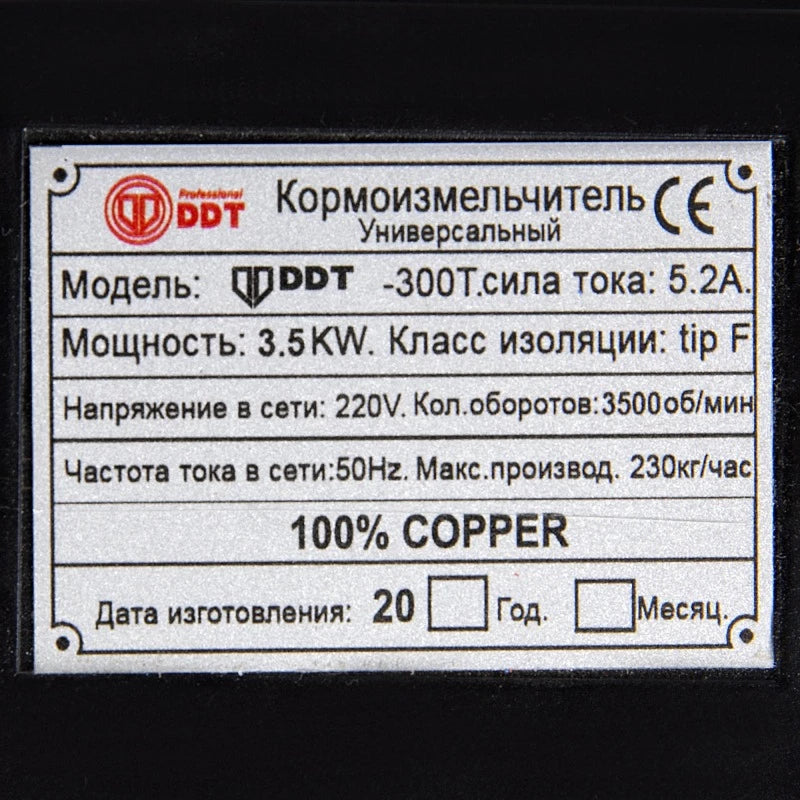 Professional
DDT
Кормоизмельчитель CE
Универсальный
Модель: DDT -300Т.сила тока: 5.2А.
Мощность: 3.5KW. Класс изоляции: tip F
Напряжение в сети: 220V. Кол.оборотов:3500об/мин
Частота тока в сети:50Hz. Макс.производ. 230кг/час
100% COPPER
Дата изготовления: 20 Год. Месяц.